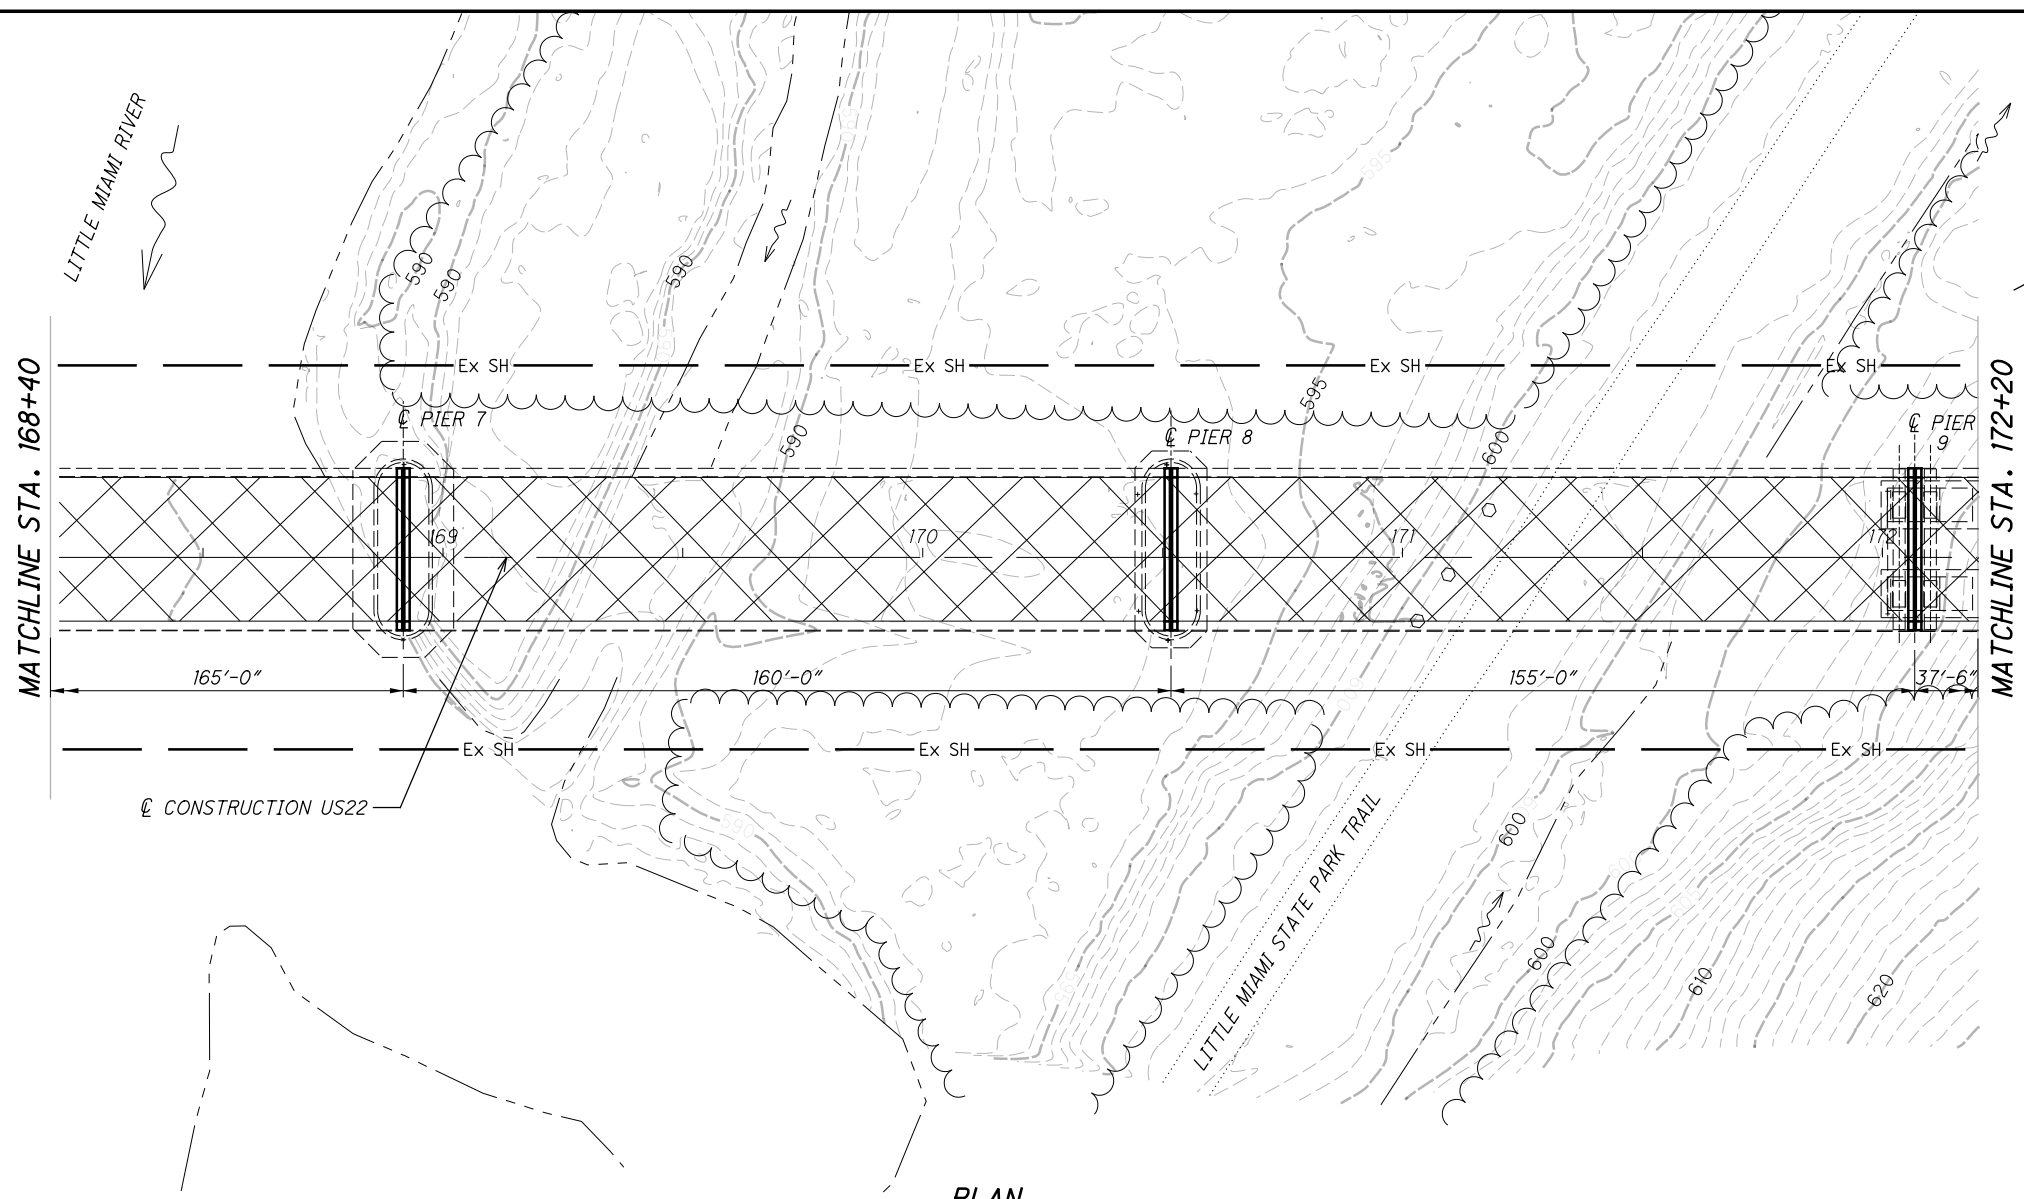 LITTLE MIAMI RIVER
590
590
590
590
595
595
600
Ex SH
Ex SH
Ex SH
Ex SH
℄ PIER 7
℄ PIER 8
℄ PIER
9
MATCHLINE STA. 168+40
MATCHLINE STA. 172+20
169
170
171
172
165'-0"
160'-0"
155'-0"
37'-6"
Ex SH
Ex SH
Ex SH
Ex SH
℄ CONSTRUCTION US22
590
LITTLE MIAMI STATE PARK TRAIL
600
600
610
620
PLAN